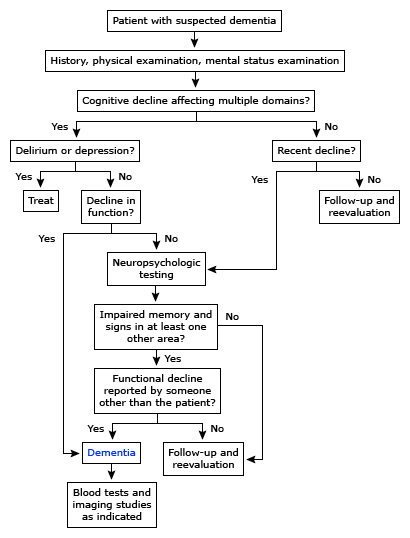 Patient with suspected dementia
History, physical examination, mental status examination
Cognitive decline affecting multiple domains?
Yes
No
Delirium or depression?
Recent decline?
Yes
No
Yes
No
Treat
Decline in
function?
Follow-up and
reevaluation
Yes
No
Neuropsychologic
testing
Impaired memory and
signs in at least one
other area?
No
Yes
Functional decline
reported by someone
other than the patient?
Yes
No
Dementia
Follow-up and
reevaluation
Blood tests and
imaging studies
as indicated